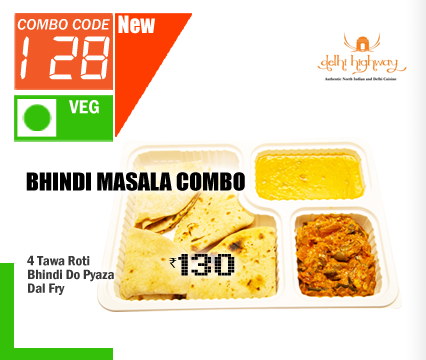 COMBO CODE
New
128
VEG
delhi highway
Authentic North Indian and Delhi Cuisine
BHINDI MASALA COMBO
4 Tawa Roti
Bhindi Do Pyaza
Dal Fry
₹130